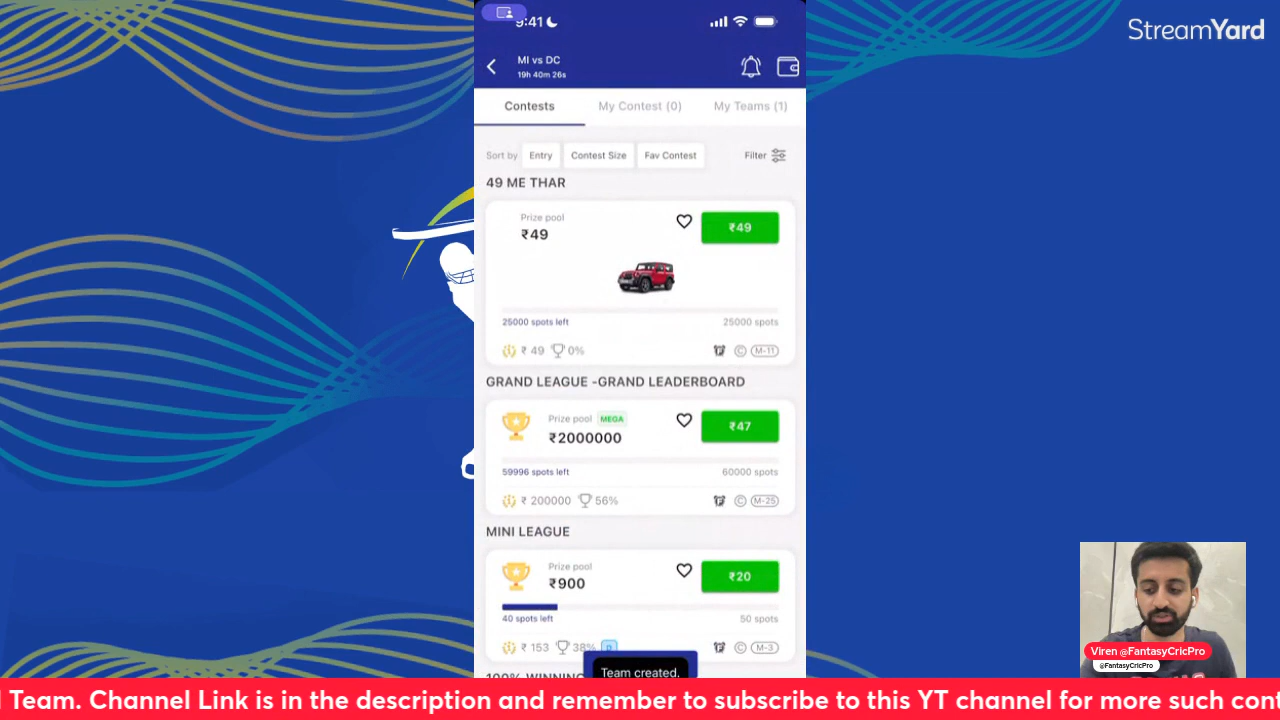 StreamYard
9:41
MI vs DC
19h 40m 26s
Contests
My Contest (0)
My Teams (1)
Sort by
Entry
Contest Size
Fav Contest
Filter
49 ME THAR
Prize pool
₹49
₹49
25000 spots left
25000 spots
₹ 49
0%
C
M-11
GRAND LEAGUE -GRAND LEADERBOARD
Prize pool
MEGA
₹2000000
₹47
59996 spots left
60000 spots
₹ 200000
56%
C
M-25
MINI LEAGUE
Prize pool
₹900
₹20
40 spots left
50 spots
₹ 153
38%
C
M-3
100% WINNING
Team created.
Viren @FantasyCricPro
@FantasyCricPro
Team. Channel Link is in the description and remember to subscribe to this YT channel for more such